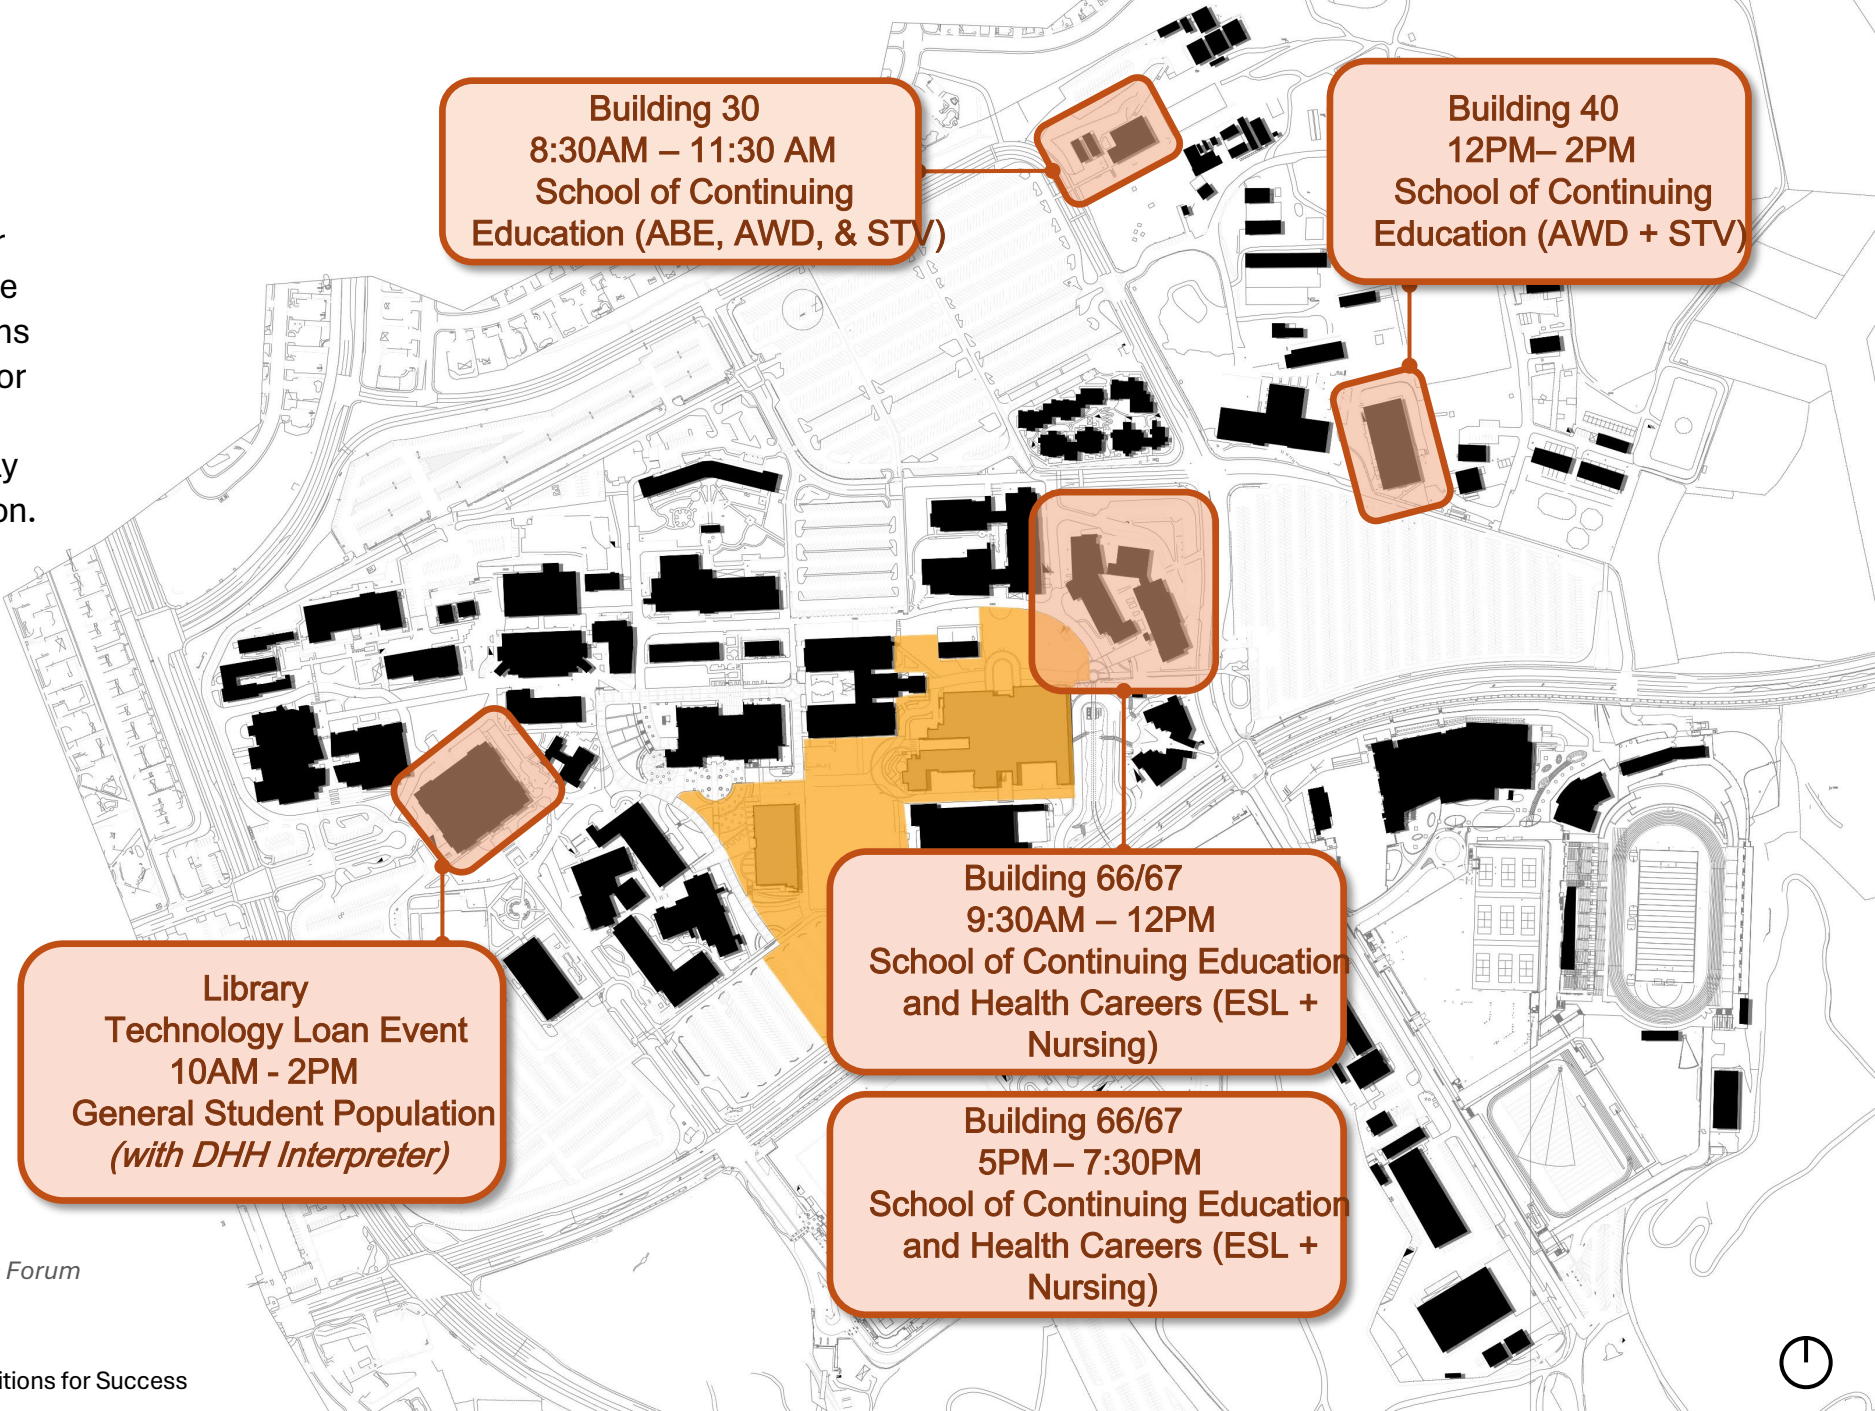 Building 30
8:30AM – 11:30 AM
School of Continuing
Education (ABE, AWD, & STV)
Building 40
12PM– 2PM
School of Continuing
Education (AWD + STV)
Building 66/67
9:30AM – 12PM
School of Continuing Education
and Health Careers (ESL +
Nursing)
Library
Technology Loan Event
10AM - 2PM
General Student Population
(with DHH Interpreter)
Building 66/67
5PM – 7:30PM
School of Continuing Education
and Health Careers (ESL +
Nursing)
Forum
itions for Success